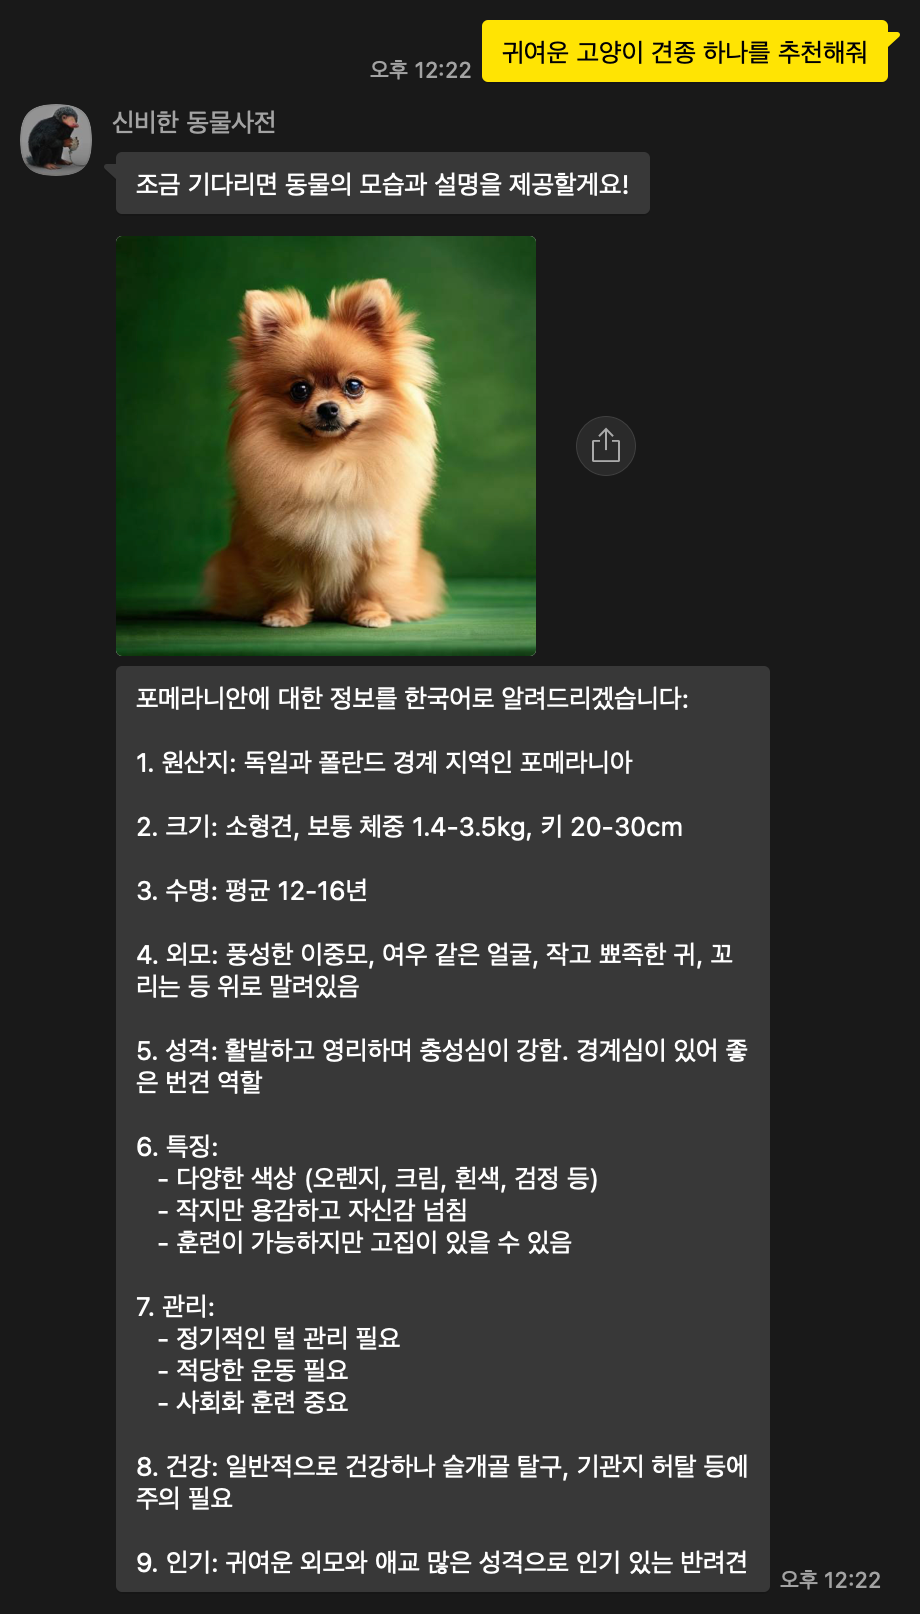 귀여운 고양이 견종 하나를 추천해줘
오후 12:22
신비한 동물사전
조금 기다리면 동물의 모습과 설명을 제공할게요!
포메라니안에 대한 정보를 한국어로 알려드리겠습니다:
1. 원산지: 독일과 폴란드 경계 지역인 포메라니아
2. 크기: 소형견, 보통 체중 1.4-3.5kg, 키 20-30cm
3. 수명: 평균 12-16년
4. 외모: 풍성한 이중모, 여우 같은 얼굴, 작고 뾰족한 귀, 꼬
리는 등 위로 말려있음
5. 성격: 활발하고 영리하며 충성심이 강함. 경계심이 있어 좋
은 번견 역할
6. 특징:
- 다양한 색상 (오렌지, 크림, 흰색, 검정 등)
- 작지만 용감하고 자신감 넘침
- 훈련이 가능하지만 고집이 있을 수 있음
7. 관리:
- 정기적인 털 관리 필요
- 적당한 운동 필요
- 사회화 훈련 중요
8. 건강: 일반적으로 건강하나 슬개골 탈구, 기관지 허탈 등에
주의 필요
9. 인기: 귀여운 외모와 애교 많은 성격으로 인기 있는 반려견
오후 12:22